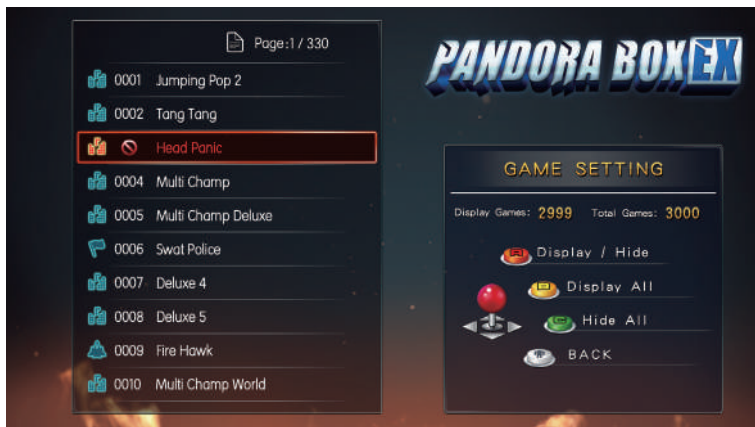 Page:1 / 330
0001 Jumping Pop 2
0002 Tang Tang
Head Panic
0004 Multi Champ
0005 Multi Champ Deluxe
0006 Swat Police
0007 Deluxe 4
0008 Deluxe 5
0009 Fire Hawk
0010 Multi Champ World
PANDORA BOX EX
GAME SETTING
Display Games: 2999 Total Games: 3000
Display / Hide
Display All
Hide All
BACK